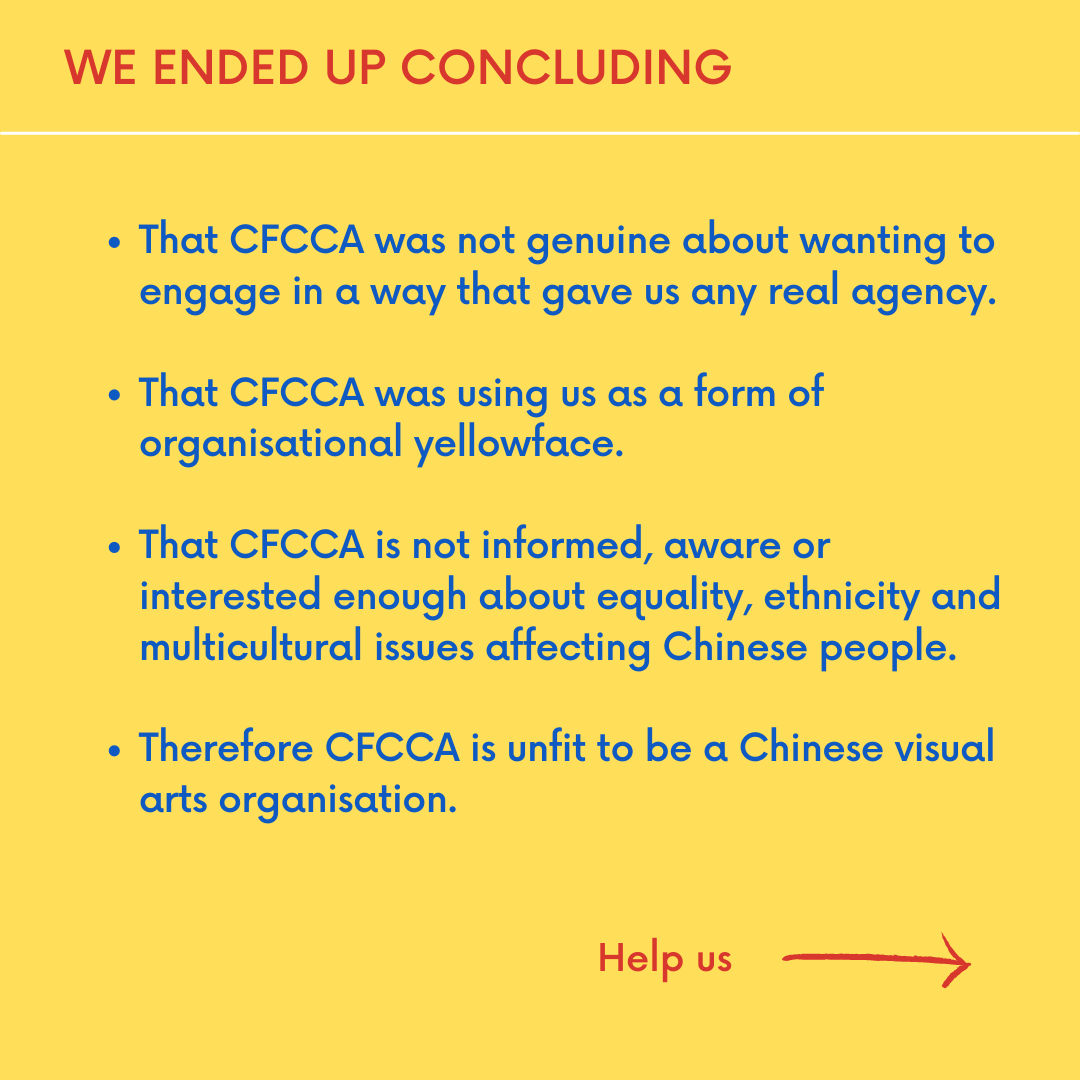 WE ENDED UP CONCLUDING
• That CFCCA was not genuine about wanting to
engage in a way that gave us any real agency.
• That CFCCA was using us as a form of
organisational yellowface.
• That CFCCA is not informed, aware or
interested enough about equality, ethnicity and
multicultural issues affecting Chinese people.
• Therefore CFCCA is unfit to be a Chinese visual
arts organisation.
Help us